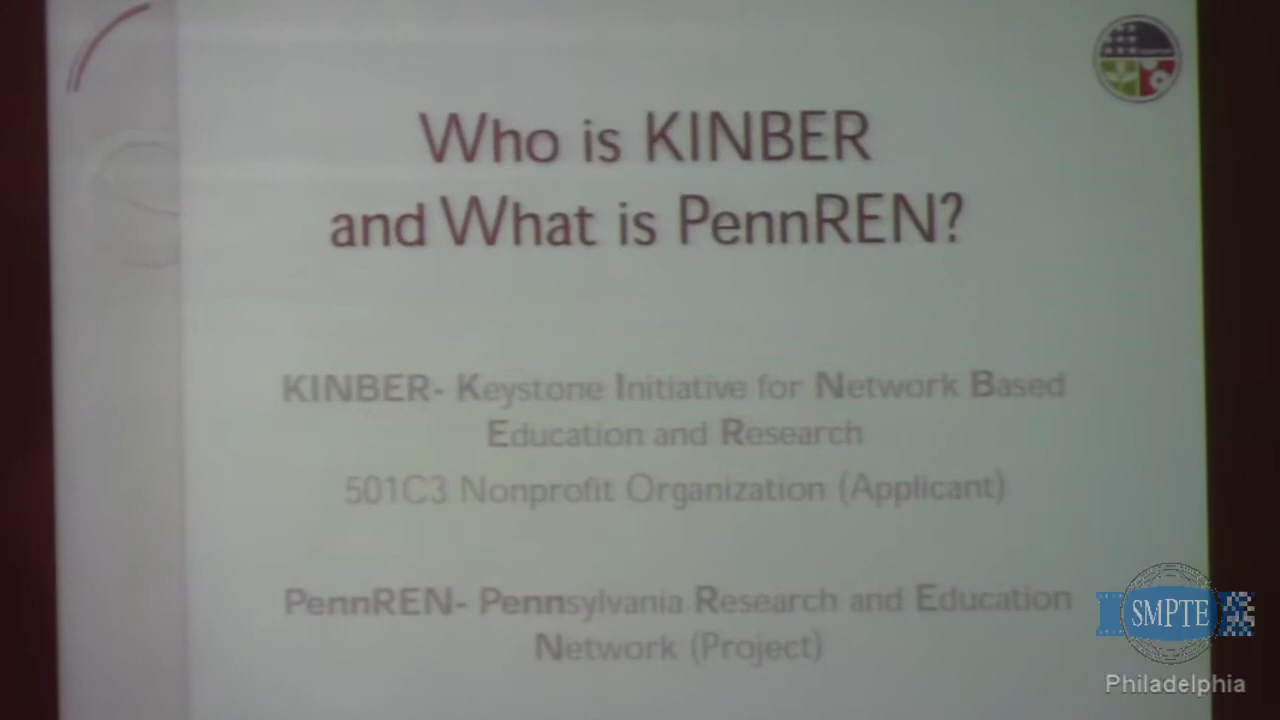 Who is KINBER
and What is PennREN?
KINBER- Keystone Initiative for Network Based
Education and Research
501C3 Nonprofit Organization (Applicant)
PennREN- Pennsylvania Research and Education
Network (Project)
SMPTE
Philadelphia